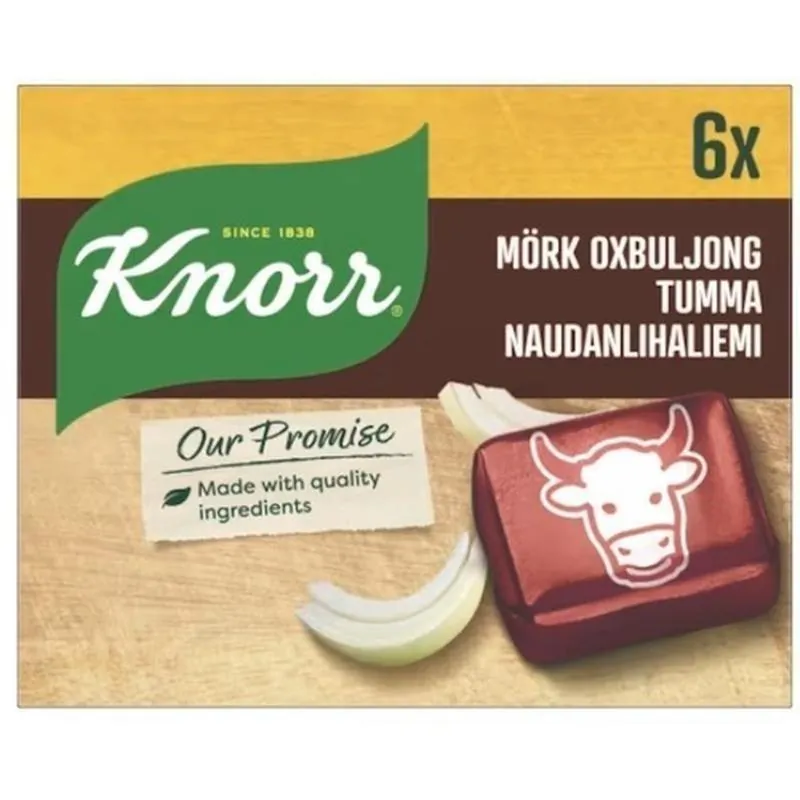 6x
SINCE 1838
Knorr®
MÖRK OXBULJONG
TUMMA
NAUDANLIHALIEMI
Our Promise
Made with quality
ingredients